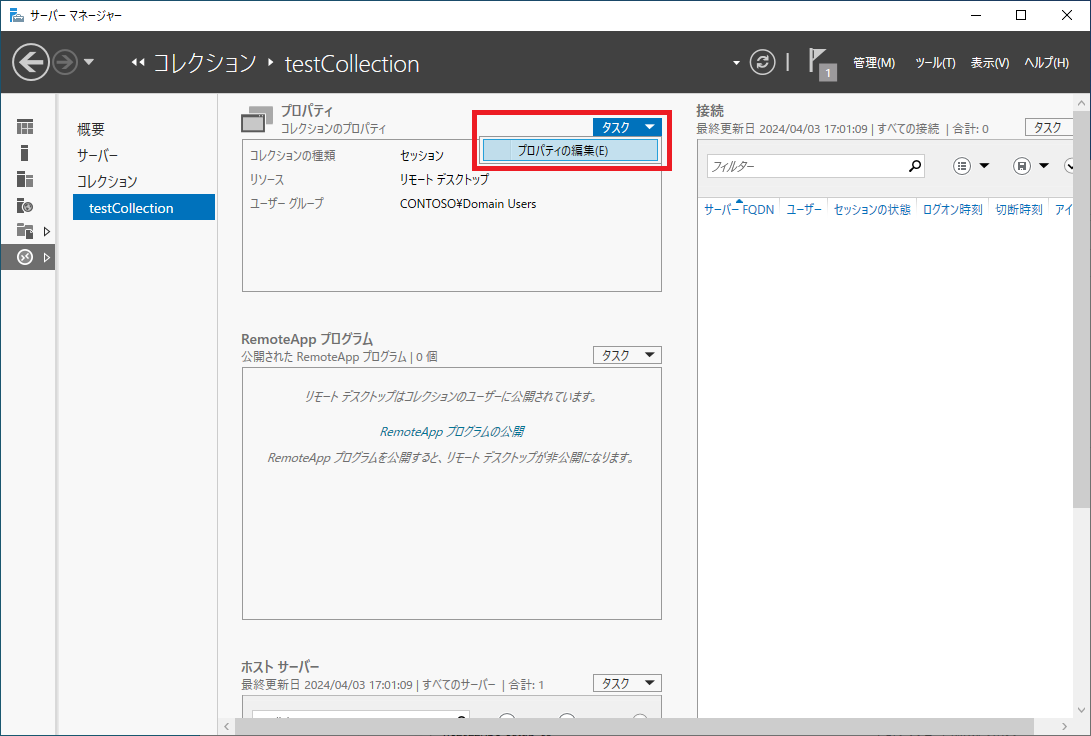 サーバー マネージャー
コレクション
testCollection
1
管理(M)
ツール(T)
表示(V)
ヘルプ(H)
概要
サーバー
コレクション
testCollection
プロパティ
コレクションのプロパティ
タスク
プロパティの編集(E)
コレクションの種類 セッション
リソース リモート デスクトップ
ユーザー グループ CONTOSO¥Domain Users
RemoteApp プログラム
公開された RemoteApp プログラム | 0 個
タスク
リモート デスクトップはコレクションのユーザーに公開されています。
RemoteApp プログラムの公開
RemoteApp プログラムを公開すると、リモート デスクトップが非公開になります。
ホスト サーバー
最終更新日 2024/04/03 17:01:09 | すべてのサーバー | 合計: 1
タスク
接続
最終更新日 2024/04/03 17:01:09 | すべての接続 | 合計: 0
タスク
フィルター
サーバー FQDN ユーザー セッションの状態 ログオン時刻 切断時刻 アイ